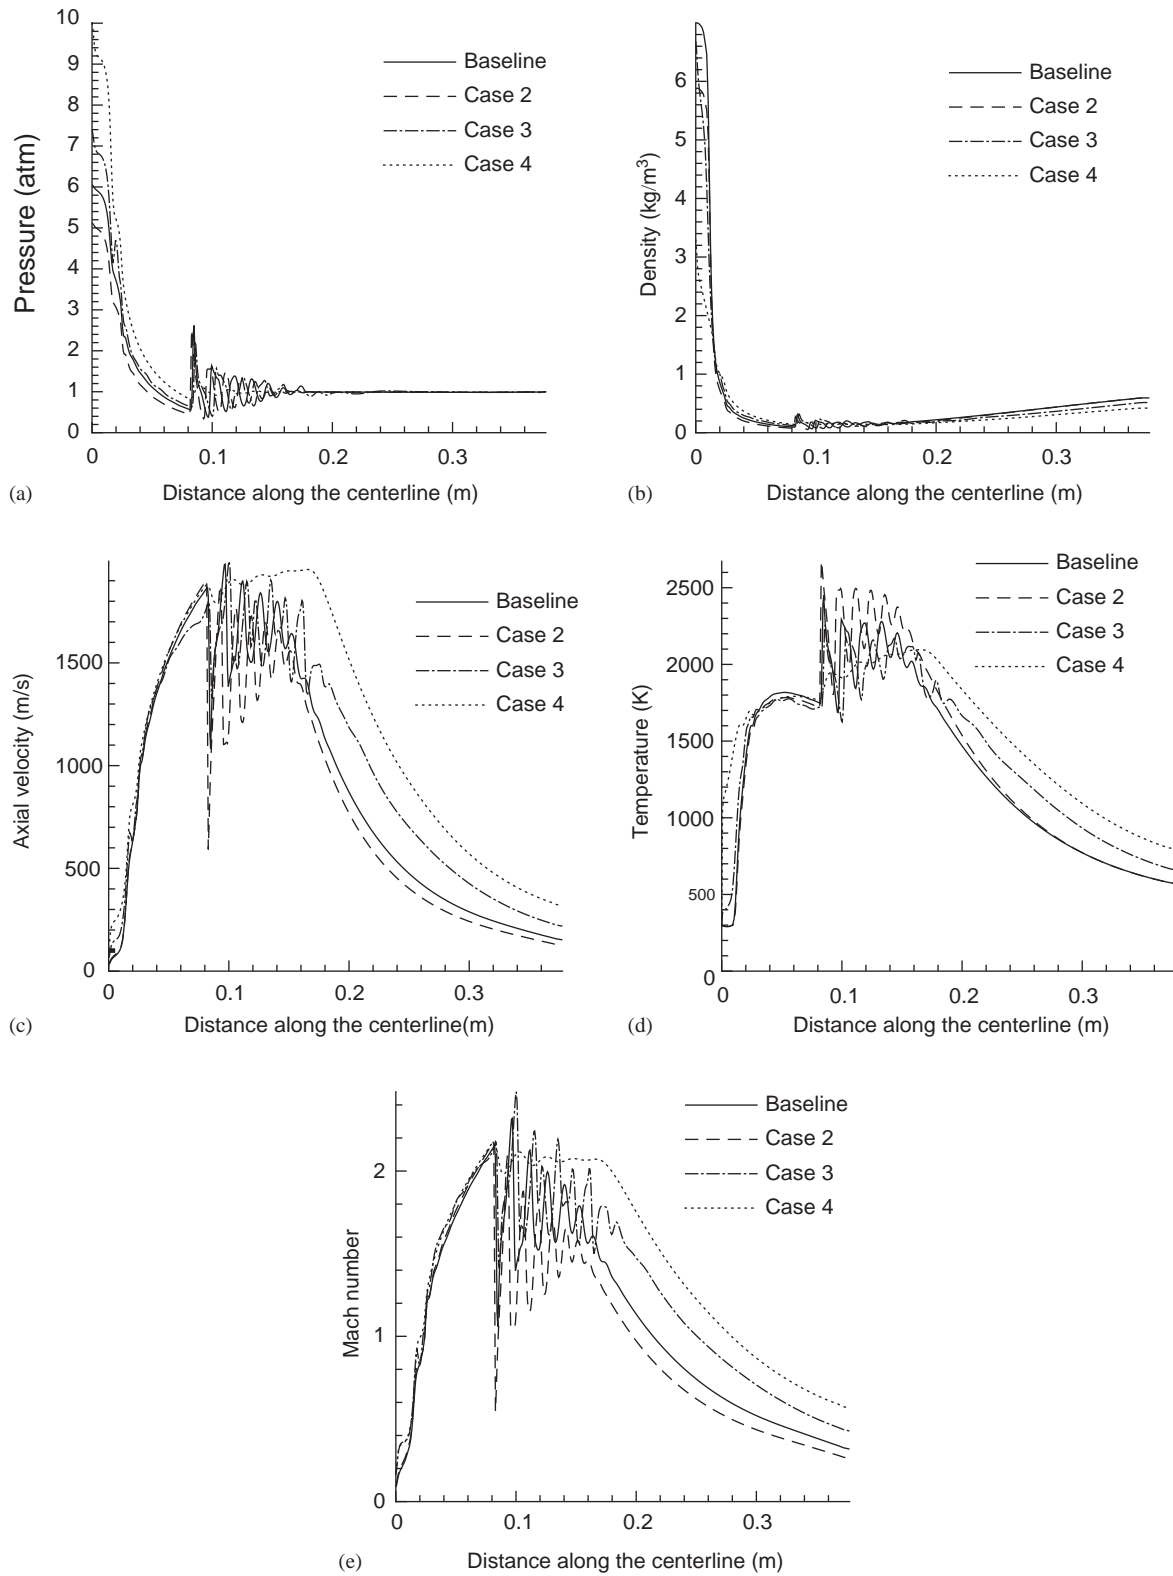 10
9
8
7
6
5
4
3
2
1
0
Pressure (atm)
Baseline
Case 2
Case 3
Case 4
0
0.1
0.2
0.3
(a)
Distance along the centerline (m)
6
5
4
3
2
1
0
Density (kg/m³)
Baseline
Case 2
Case 3
Case 4
0
0.1
0.2
0.3
(b)
Distance along the centerline (m)
1500
1000
500
0
Axial velocity (m/s)
Baseline
Case 2
Case 3
Case 4
0
0.1
0.2
0.3
(c)
Distance along the centerline(m)
2500
2000
1500
1000
500
0
Temperature (K)
Baseline
Case 2
Case 3
Case 4
0
0.1
0.2
0.3
(d)
Distance along the centerline (m)
2
1
0
Mach number
Baseline
Case 2
Case 3
Case 4
0
0.1
0.2
0.3
(e)
Distance along the centerline (m)